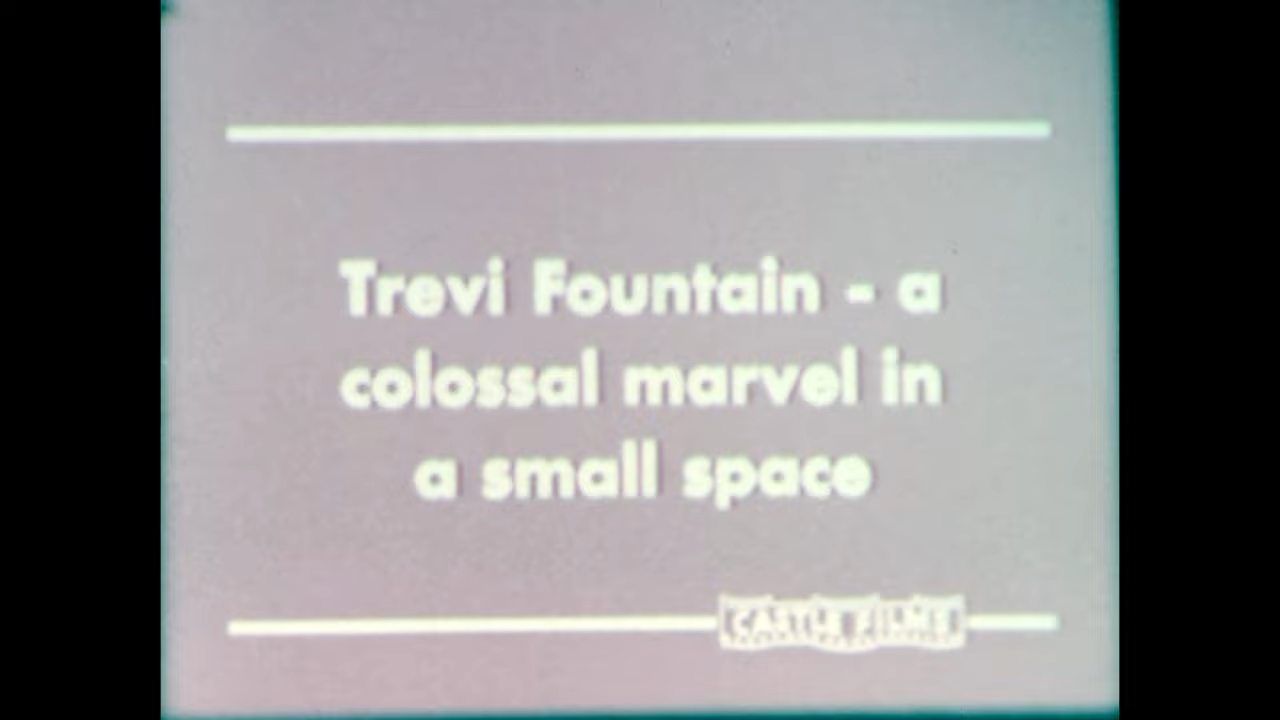 Trevi Fountain - a
colossal marvel in
a small space
CASTLE FILMS